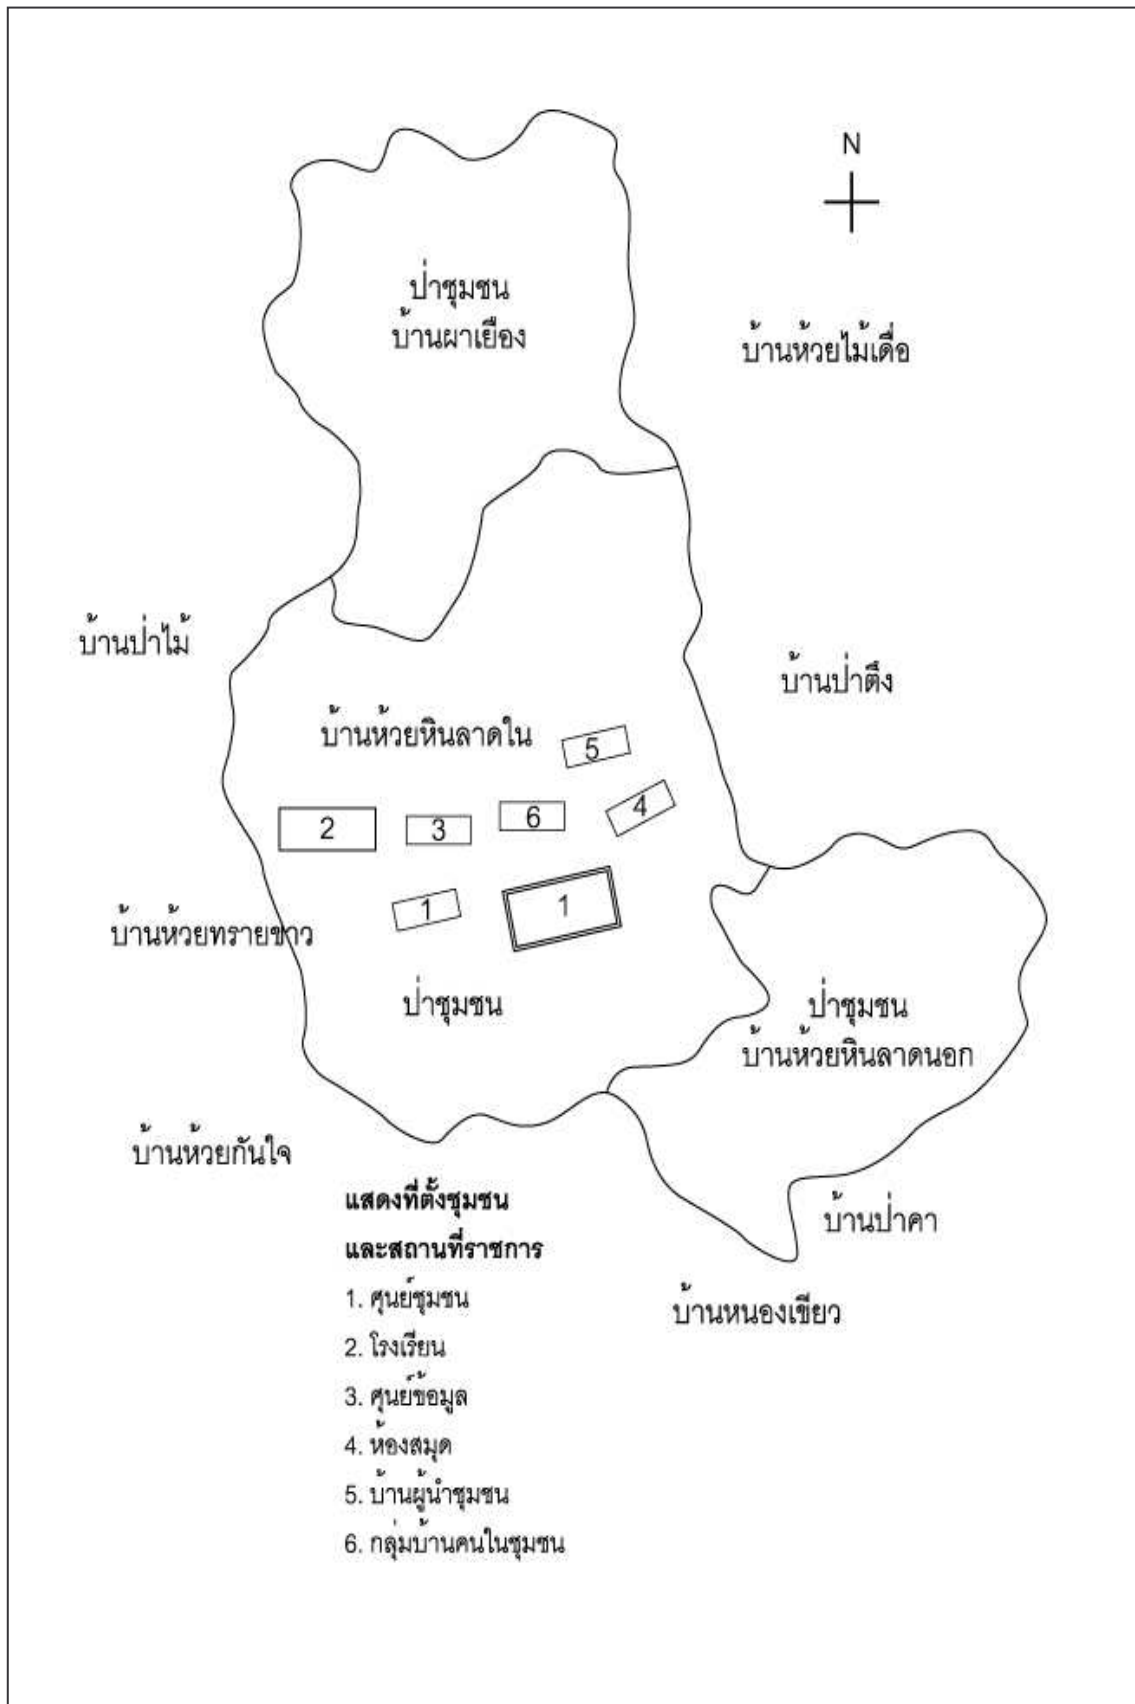 N
ป่าชุมชน
บ้านผาเยือง
บ้านห้วยไม้เดื่อ
บ้านป่าไม้
บ้านป่าตึง
บ้านห้วยหินลาดใน
5
4
6
2
3
1
1
บ้านห้วยทรายขาว
ป่าชุมชน
ป่าชุมชน
บ้านห้วยหินลาดนอก
บ้านห้วยกันใจ
บ้านป่าคา
บ้านหนองเขียว
แสดงที่ตั้งชุมชน
และสถานที่ราชการ
1. ศูนย์ชุมชน
2. โรงเรียน
3. ศูนย์ข้อมูล
4. ห้องสมุด
5. บ้านผู้นำชุมชน
6. กลุ่มบ้านคนในชุมชน